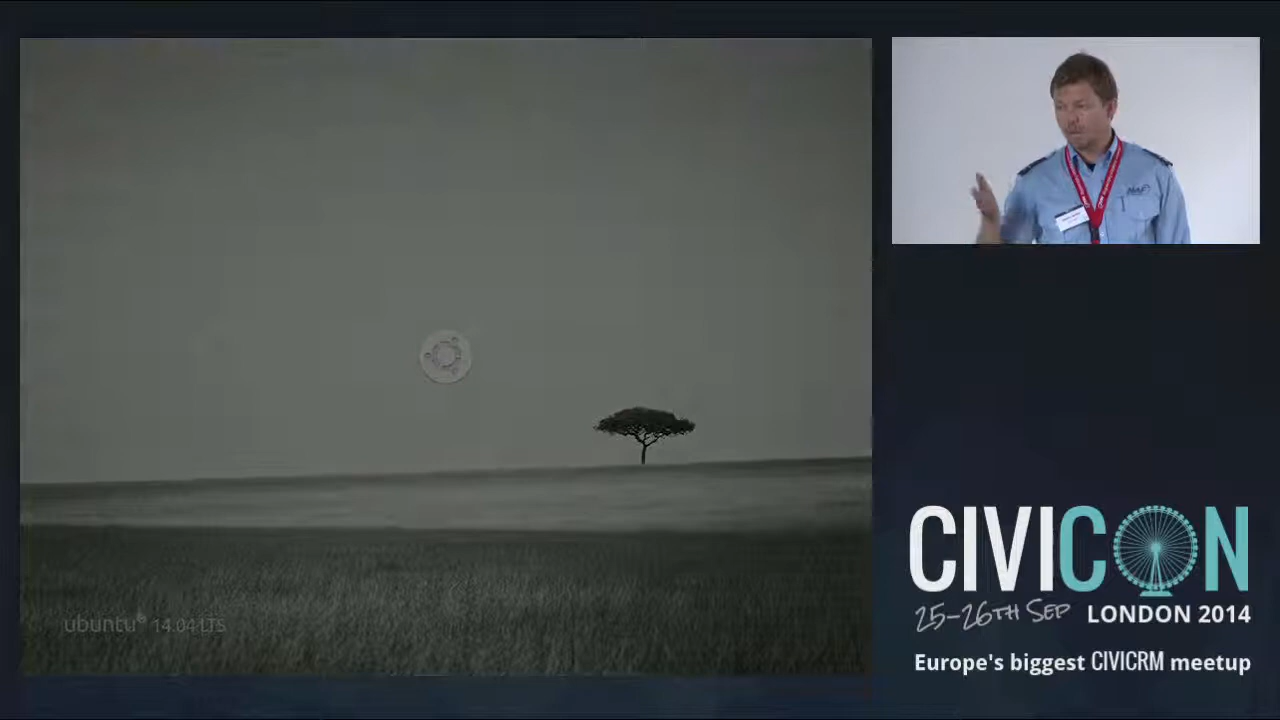 ubuntu® 14.04 LTS
CIVICON
25-26TH SEP LONDON 2014
Europe's biggest CIVICRM meetup